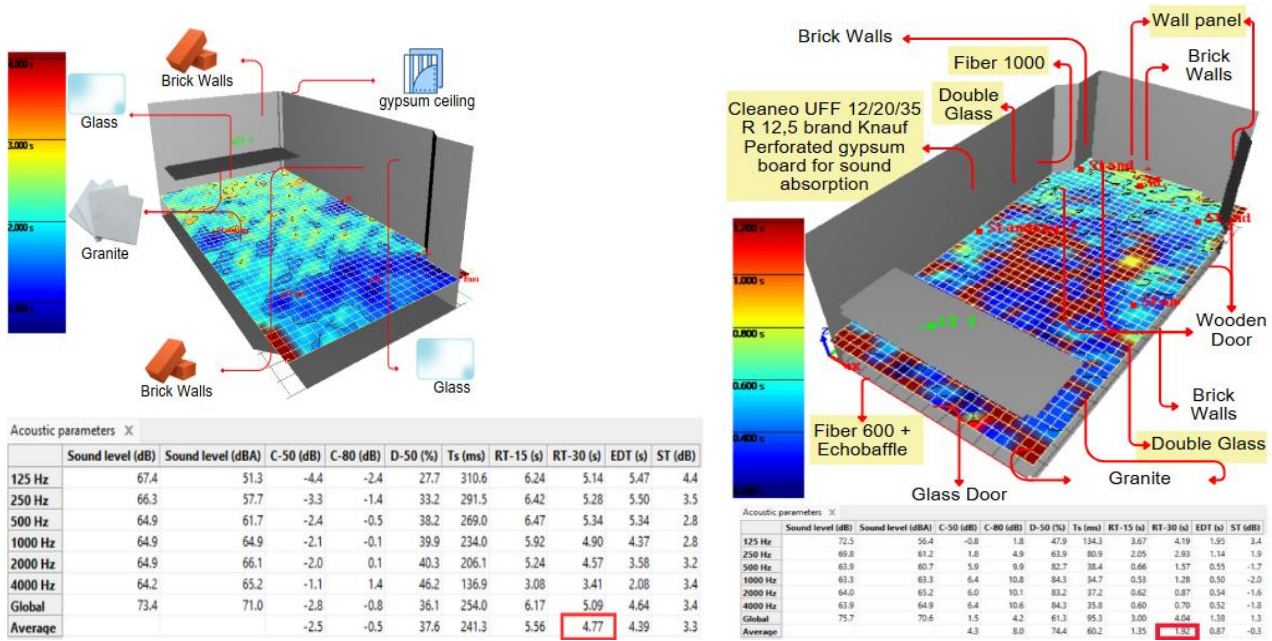 Brick Walls
gypsum ceiling
Glass
Granite
Brick Walls
Glass
3.000 s
2.000 s
Acoustic parameters X
Sound level (dB) Sound level (dBA) C-50 (dB) C-80 (dB) D-50 (%) Ts (ms) RT-15 (s) RT-30 (s) EDT (s) ST (dB)
125 Hz 67.4 51.3 -4.4 -2.4 27.7 310.6 6.24 5.14 5.47 4.4
250 Hz 66.3 57.7 -3.3 -1.4 33.2 291.5 6.42 5.28 5.50 3.5
500 Hz 64.9 61.7 -2.4 -0.5 38.2 269.0 6.47 5.34 5.34 2.8
1000 Hz 64.9 64.9 -2.1 -0.1 39.9 234.0 5.92 4.90 4.37 2.8
2000 Hz 64.9 66.1 -2.0 0.1 40.3 206.1 5.24 4.57 3.58 3.2
4000 Hz 64.2 65.2 -1.1 1.4 46.2 136.9 3.08 3.41 2.08 3.4
Global 73.4 71.0 -2.8 -0.8 36.1 254.0 6.17 5.09 4.64 3.4
Average -2.5 -0.5 37.6 241.3 5.56 4.77 4.39 3.3
Wall panel
Brick Walls
Fiber 1000
Brick
Walls
Double
Glass
Cleaneo UFF 12/20/35
R 12,5 brand Knauf
Perforated gypsum
board for sound
absorption
1.200 s
1.000 s
0.800 s
0.600 s
0.400 s
Wooden
Door
Brick
Walls
Double Glass
Fiber 600 +
Echobaffle
Granite
Glass Door
Acoustic parameters X
Sound level (dB) Sound level (dBA) C-50 (dB) C-80 (dB) D-50 (%) Ts (ms) RT-15 (s) RT-30 (s) EDT (s) ST (dB)
125 Hz 72.5 56.4 -0.8 1.8 47.9 134.3 3.67 4.19 1.95 3.4
250 Hz 69.8 61.2 1.8 4.9 63.9 80.9 2.05 2.93 1.14 1.9
500 Hz 63.9 60.7 5.9 9.9 82.7 38.4 0.66 1.57 0.55 -1.7
1000 Hz 63.3 63.3 6.4 10.8 84.3 34.7 0.53 1.28 0.50 -2.0
2000 Hz 64.0 65.2 6.0 10.1 83.2 37.2 0.62 0.87 0.54 -1.6
4000 Hz 63.9 64.9 6.4 10.6 84.3 35.8 0.60 0.70 0.52 -1.8
Global 75.7 70.6 1.5 4.2 61.3 95.3 3.00 4.04 1.38 1.3
Average 4.3 8.0 74.4 60.2 1.35 1.92 0.87 -0.3